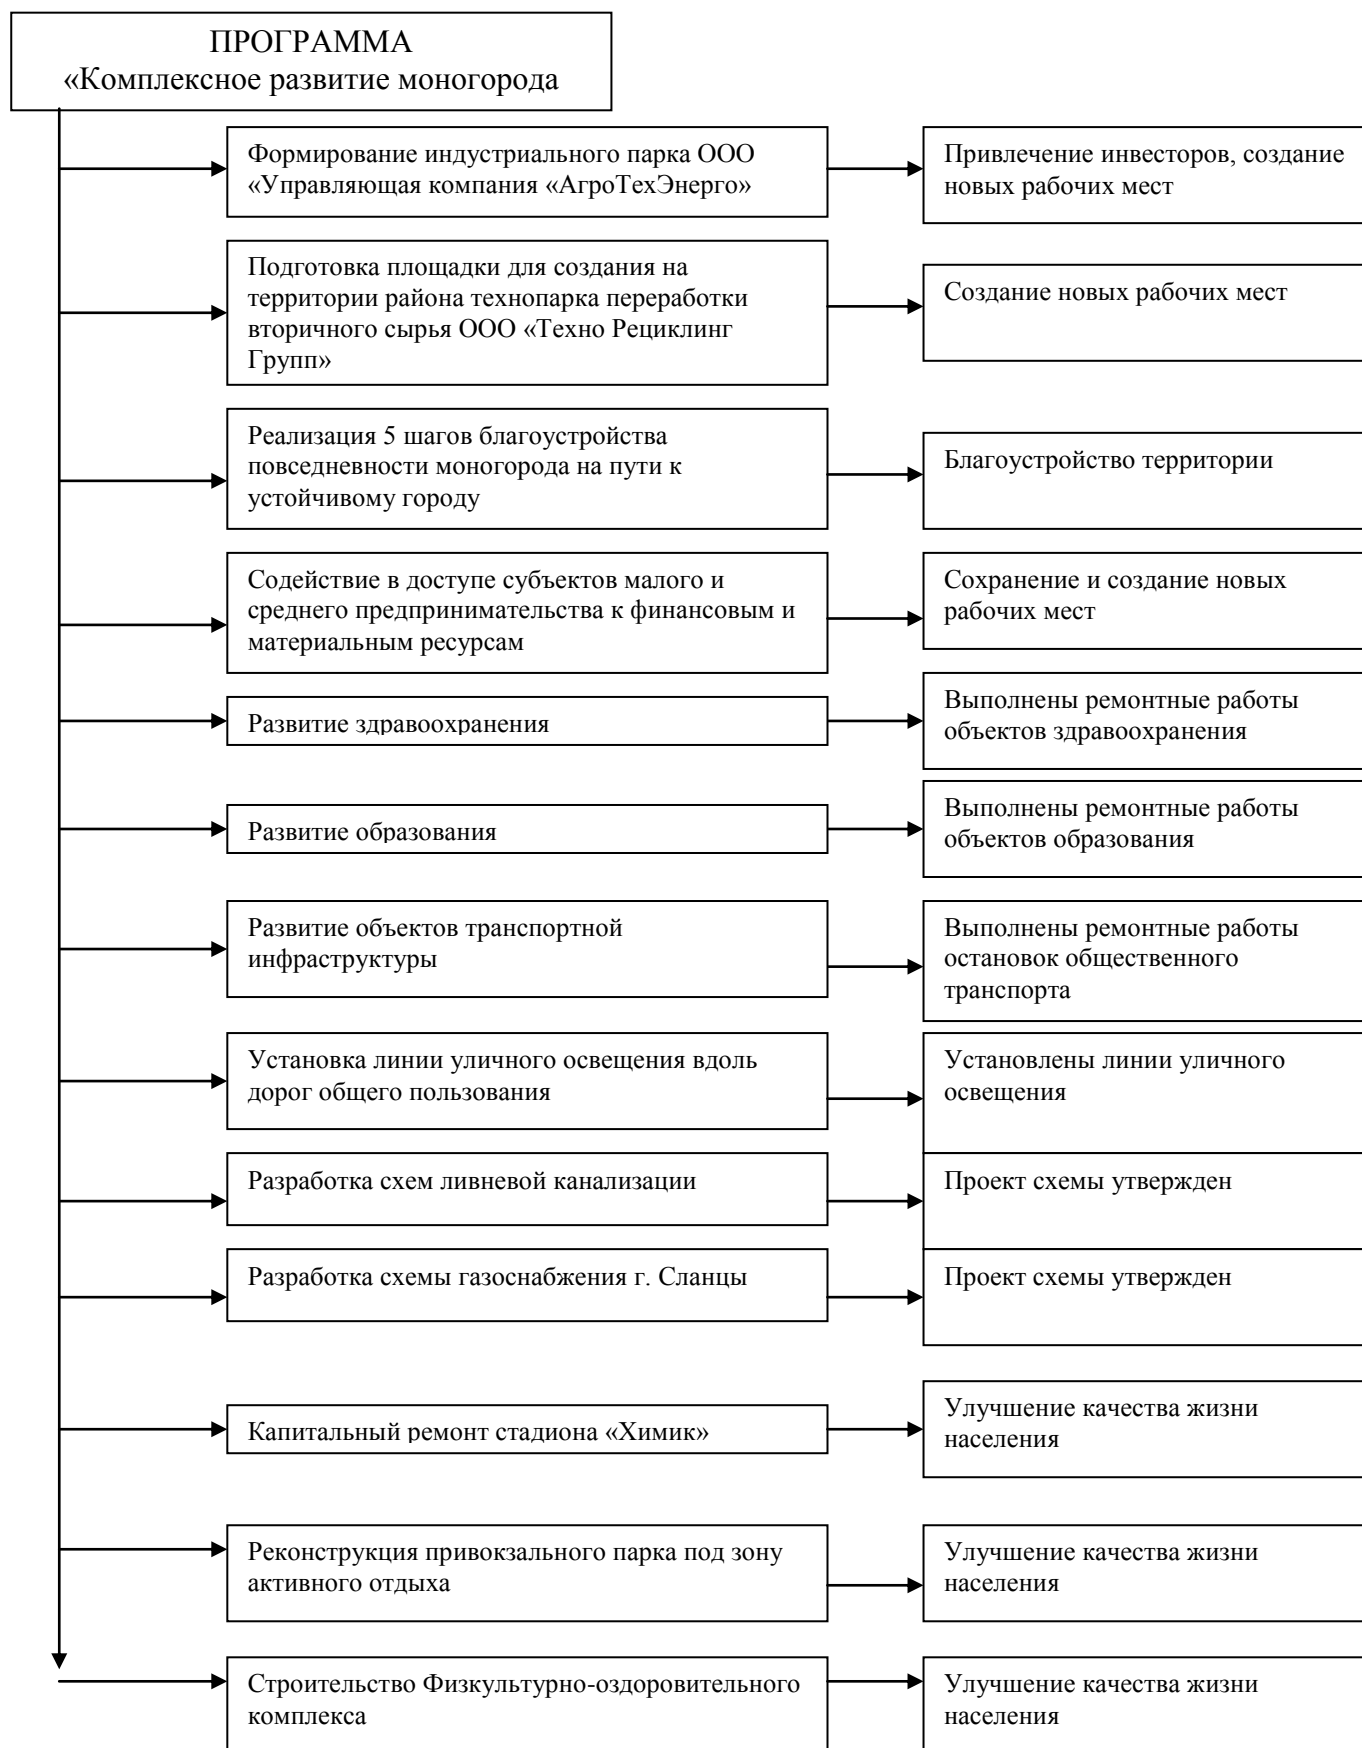 ПРОГРАММА
«Комплексное развитие моногорода
Формирование индустриального парка ООО
«Управляющая компания «АгроТехЭнерго»
Привлечение инвесторов, создание
новых рабочих мест
Подготовка площадки для создания на
территории района технопарка переработки
вторичного сырья ООО «Техно Рециклинг
Групп»
Создание новых рабочих мест
Реализация 5 шагов благоустройства
повседневности моногорода на пути к
устойчивому городу
Благоустройство территории
Содействие в доступе субъектов малого и
среднего предпринимательства к финансовым и
материальным ресурсам
Сохранение и создание новых
рабочих мест
Развитие здравоохранения
Выполнены ремонтные работы
объектов здравоохранения
Развитие образования
Выполнены ремонтные работы
объектов образования
Развитие объектов транспортной
инфраструктуры
Выполнены ремонтные работы
остановок общественного
транспорта
Установка линии уличного освещения вдоль
дорог общего пользования
Установлены линии уличного
освещения
Разработка схем ливневой канализации
Проект схемы утвержден
Разработка схемы газоснабжения г. Сланцы
Проект схемы утвержден
Капитальный ремонт стадиона «Химик»
Улучшение качества жизни
населения
Реконструкция привокзального парка под зону
активного отдыха
Улучшение качества жизни
населения
Строительство Физкультурно-оздоровительного
комплекса
Улучшение качества жизни
населения